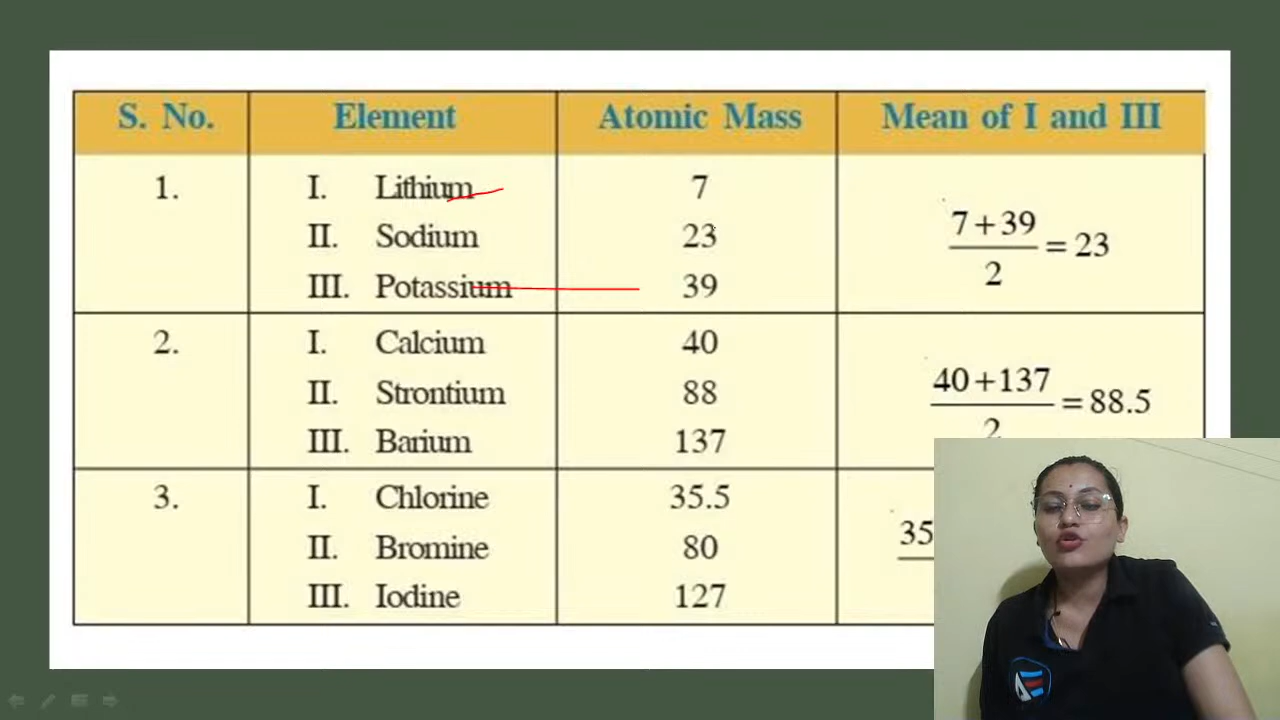 S. No. Element Atomic Mass Mean of I and III
1. I. Lithium 7
II. Sodium 23
III. Potassium 39
7+39
2
= 23
2. I. Calcium 40
II. Strontium 88
III. Barium 137
40+137
2
= 88.5
3. I. Chlorine 35.5
II. Bromine 80
III. Iodine 127
35